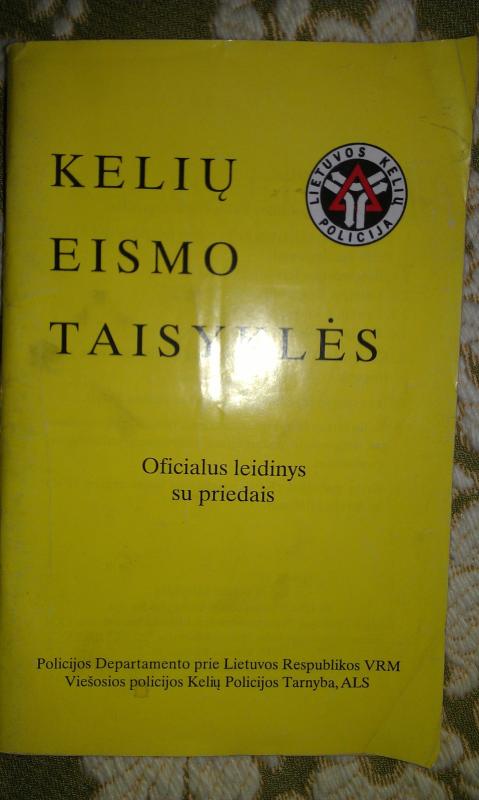 KELIŲ
LIETUVOS KELIŲ
POLICIJA
EISMO
TAISYKLĖS
Oficialus leidinys
su priedais
Policijos Departamento prie Lietuvos Respublikos VRM
Viešosios policijos Kelių Policijos Tarnyba, ALS